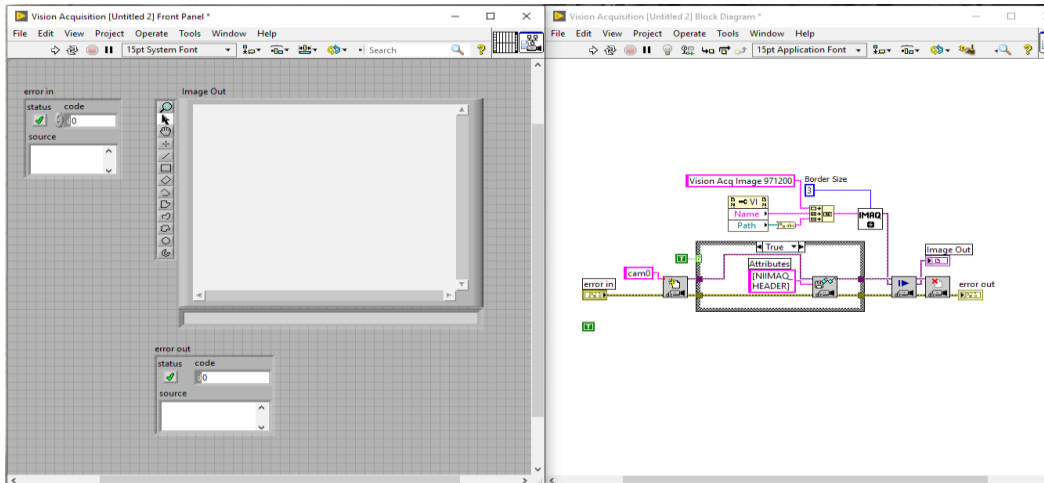 Vision Acquisition [Untitled 2] Front Panel *
File Edit View Project Operate Tools Window Help
15pt System Font
Search
error in
status code
0
source
Image Out
error out
status code
0
source
Vision Acquisition [Untitled 2] Block Diagram *
File Edit View Project Operate Tools Window Help
15pt Application Font
Vision Acq Image 971200
Border Size
3
VI
Name
Path
IMAQ
True
Attributes
[NIIMAQ_
HEADER]
cam0
error in
Image Out
error out
T
T